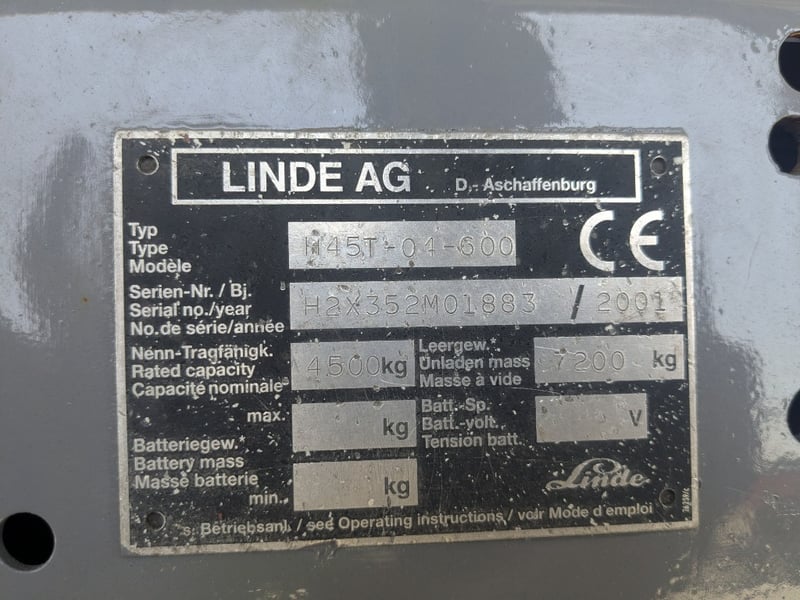 LINDE AG D.- Aschaffenburg
Typ
Type
Modèle
H45T-04-600
CE
Serien-Nr. / Bj.
Serial no./year
No.de série/année
H2X352M01883 / 2001
Nenn-Tragfähigk.
Rated capacity
Capacité nominale
4500 kg
Leergew.*
Unladen mass
Masse à vide
7200 kg
max.
kg
Batt.-Sp.
Batt.-volt.
Tension batt.
V
Batteriegew.*
Battery mass
Masse batterie
min.
kg
Linde
*s. Betriebsanl. / see Operating instructions / voir Mode d'emploi